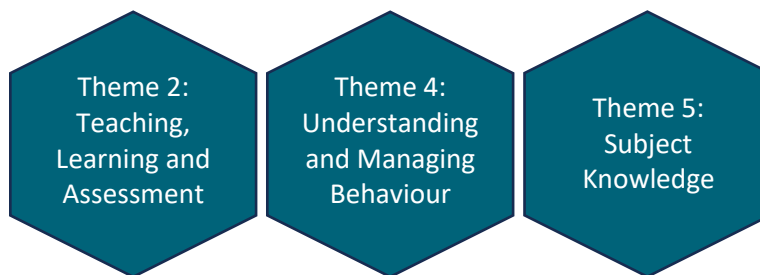 Theme 2:
Teaching,
Learning and
Assessment
Theme 4:
Understanding
and Managing
Behaviour
Theme 5:
Subject
Knowledge